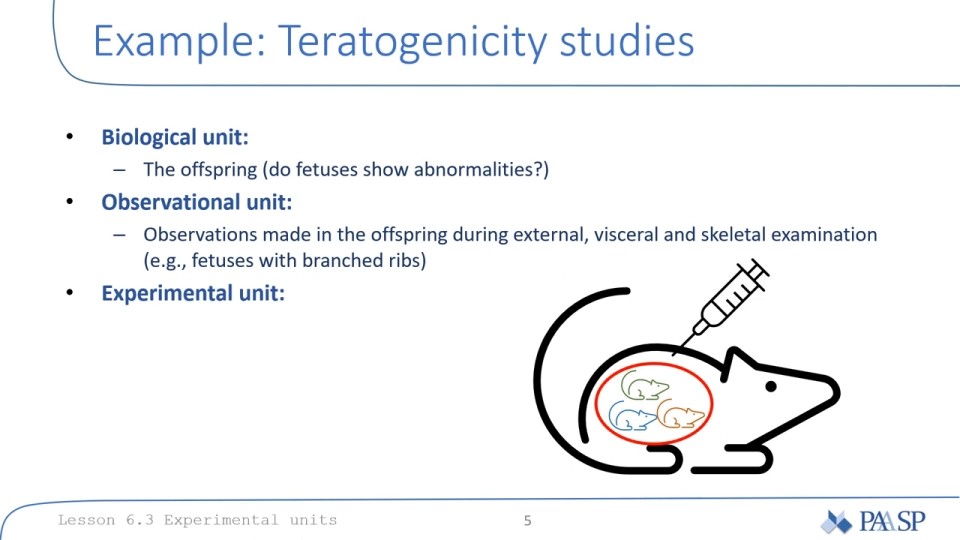 Example: Teratogenicity studies
• Biological unit:
– The offspring (do fetuses show abnormalities?)
• Observational unit:
– Observations made in the offspring during external, visceral and skeletal examination
(e.g., fetuses with branched ribs)
• Experimental unit:
Lesson 6.3 Experimental units
5
PAASP